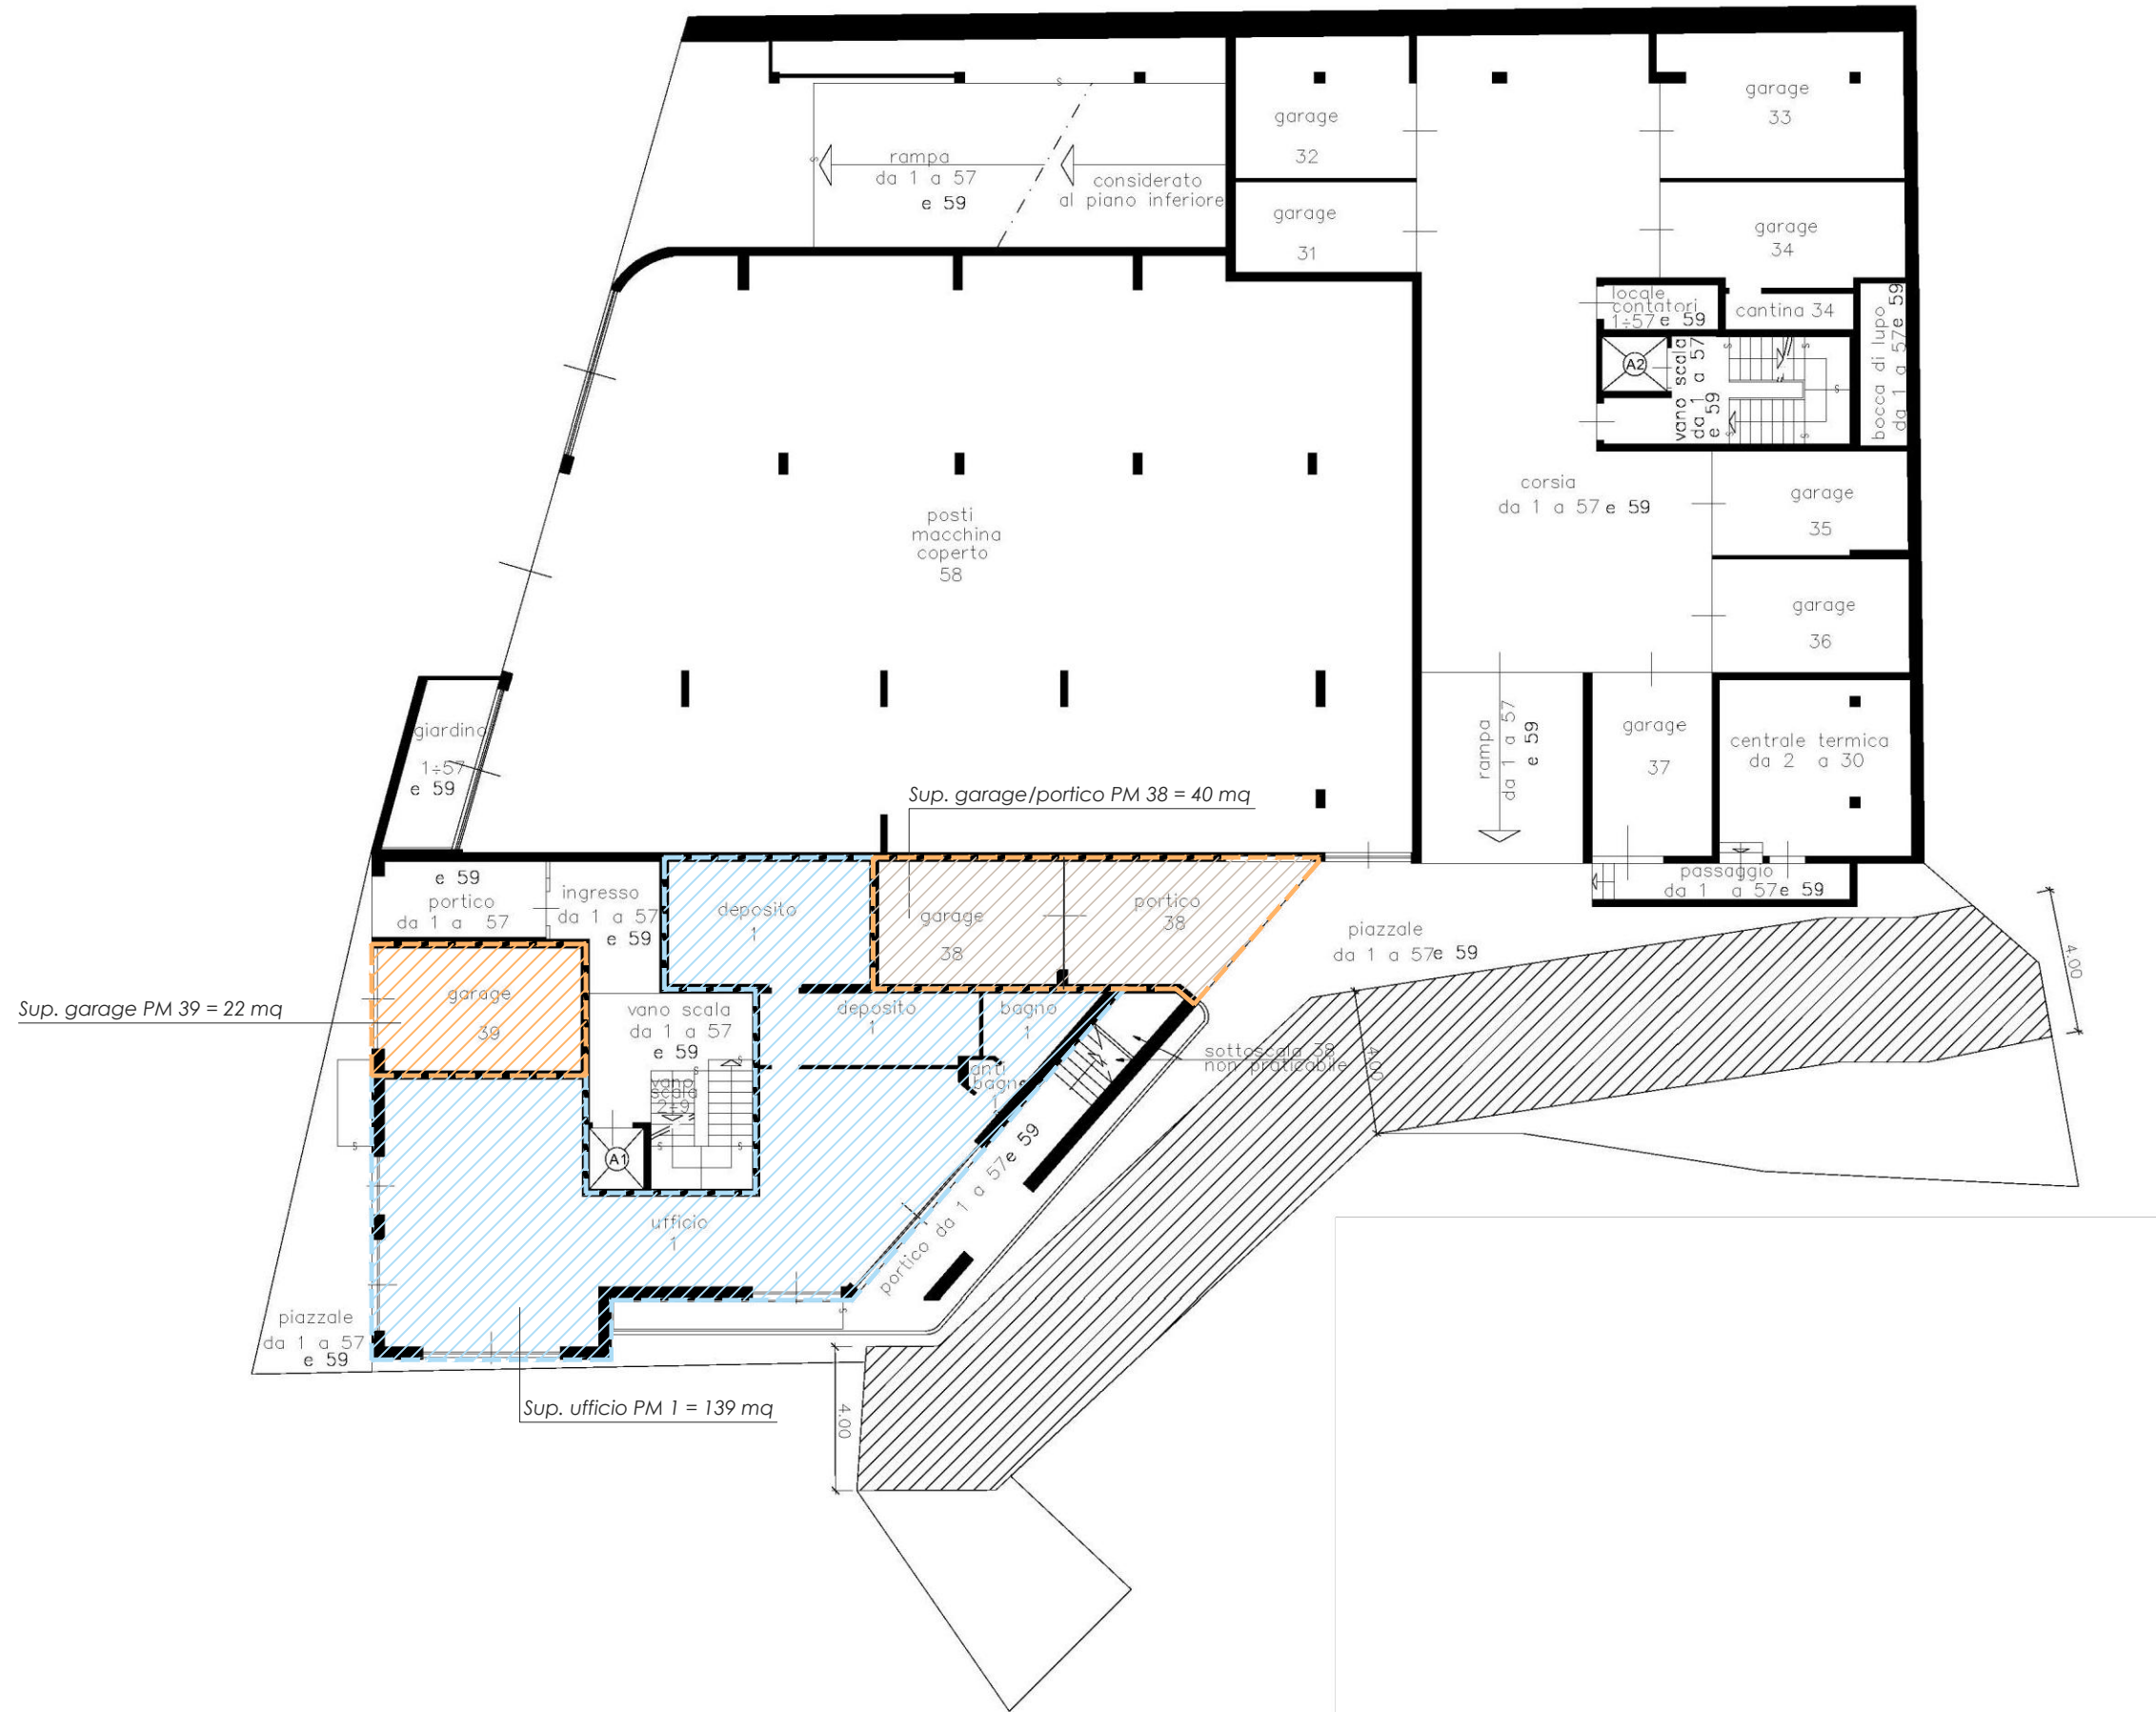 garage
33
garage
32
rampa
da 1 a 57
e 59
considerato
al piano inferiore
garage
31
garage
34
locale
contatori
1÷57 e 59
cantina 34
bocca di lupo
da 1 a 57 e 59
A2
vano scala
da 1 a 57
e 59
corsia
da 1 a 57 e 59
garage
35
posti
macchina
coperto
58
garage
36
giardino
1÷57
e 59
rampa
da 1 a 57
e 59
garage
37
centrale termica
da 2 a 30
Sup. garage/portico PM 38 = 40 mq
e 59
portico
da 1 a 57
ingresso
da 1 a 57
e 59
deposito
1
garage
38
portico
38
passaggio
da 1 a 57 e 59
piazzale
da 1 a 57e 59
4.00
Sup. garage PM 39 = 22 mq
garage
39
vano scala
da 1 a 57
e 59
deposito
1
bagno
1
sottoscala 38
non praticabile
4.00
anti
bagno
1
vano
scala
2÷9
A1
portico da 1 a 57e 59
ufficio
1
piazzale
da 1 a 57
e 59
Sup. ufficio PM 1 = 139 mq
4.00
s
s
s
s
s
s
s
s
s
s
s
s
s
s